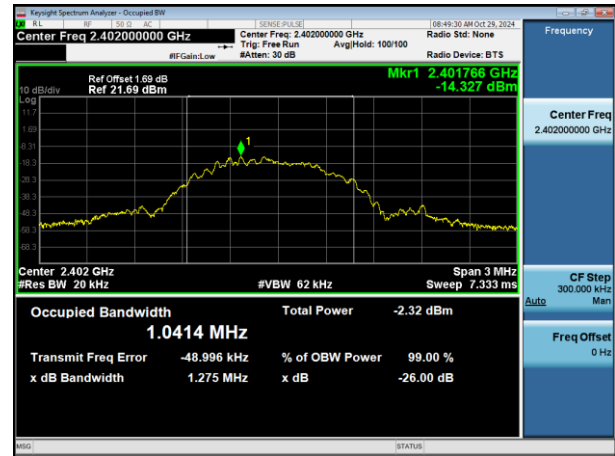 Keysight Spectrum Analyzer - Occupied BW
RL RF 50 Ω AC SENSE:PULSE 08:49:30 AM Oct 29, 2024
Center Freq 2.402000000 GHz Center Freq: 2.402000000 GHz Radio Std: None Frequency
Trig: Free Run Avg|Hold: 100/100
#IFGain:Low #Atten: 30 dB Radio Device: BTS
Ref Offset 1.69 dB Mkr1 2.401766 GHz
10 dB/div Ref 21.69 dBm -14.327 dBm
Log
11.7
1.69
-8.31
-18.3
-28.3
-38.3
-48.3
-58.3
-68.3
1
Center Freq
2.402000000 GHz
Center 2.402 GHz Span 3 MHz
#Res BW 20 kHz #VBW 62 kHz Sweep 7.333 ms
CF Step
300.000 kHz
Auto Man
Occupied Bandwidth Total Power -2.32 dBm
1.0414 MHz
Freq Offset
0 Hz
Transmit Freq Error -48.996 kHz % of OBW Power 99.00 %
x dB Bandwidth 1.275 MHz x dB -26.00 dB
MSG STATUS